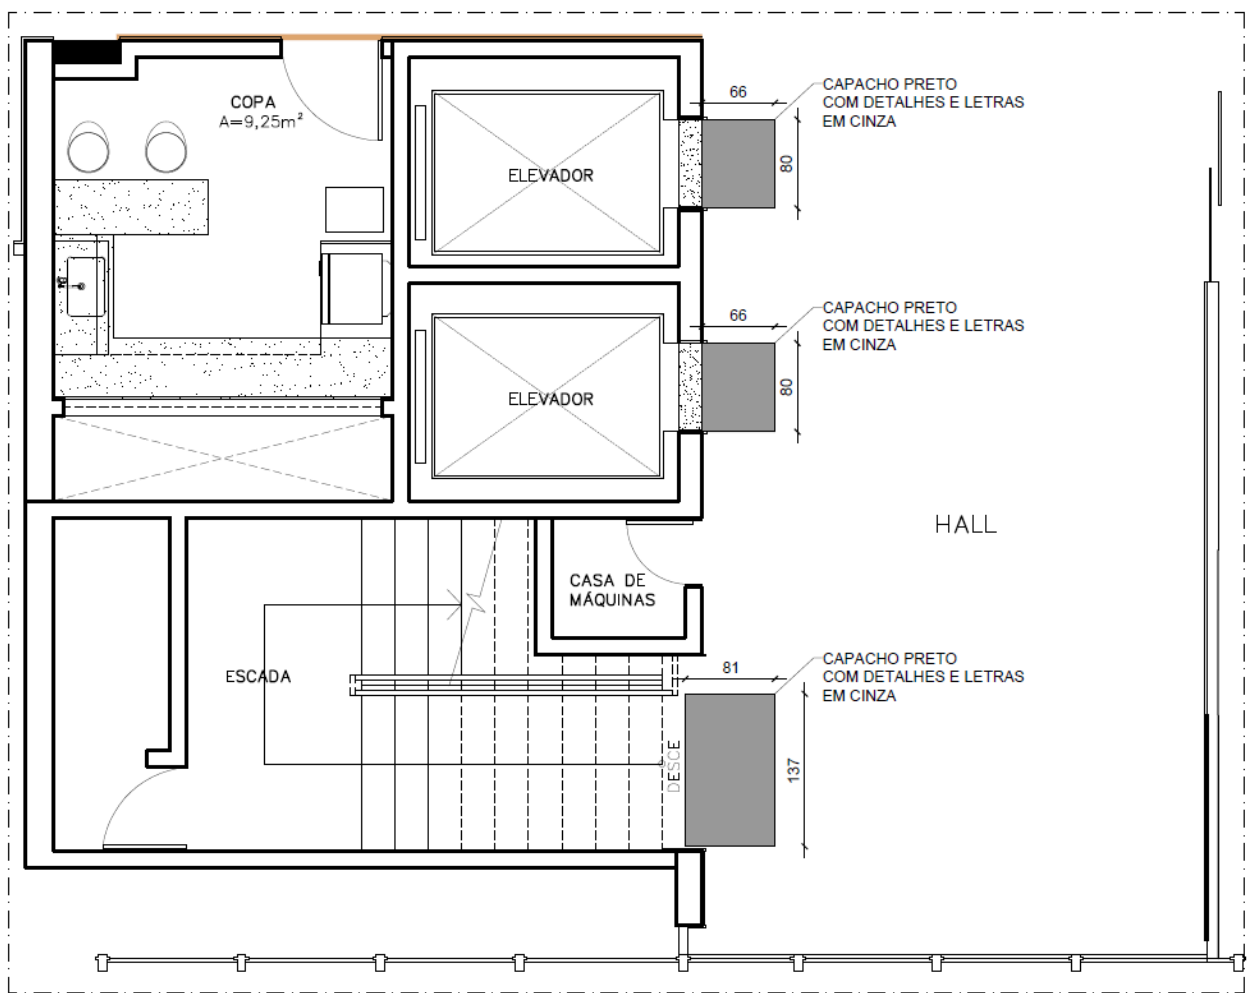 COPA
A=9,25m²
ELEVADOR
66
80
CAPACHO PRETO
COM DETALHES E LETRAS
EM CINZA
ELEVADOR
66
80
CAPACHO PRETO
COM DETALHES E LETRAS
EM CINZA
HALL
CASA DE
MÁQUINAS
ESCADA
DESCE
81
137
CAPACHO PRETO
COM DETALHES E LETRAS
EM CINZA